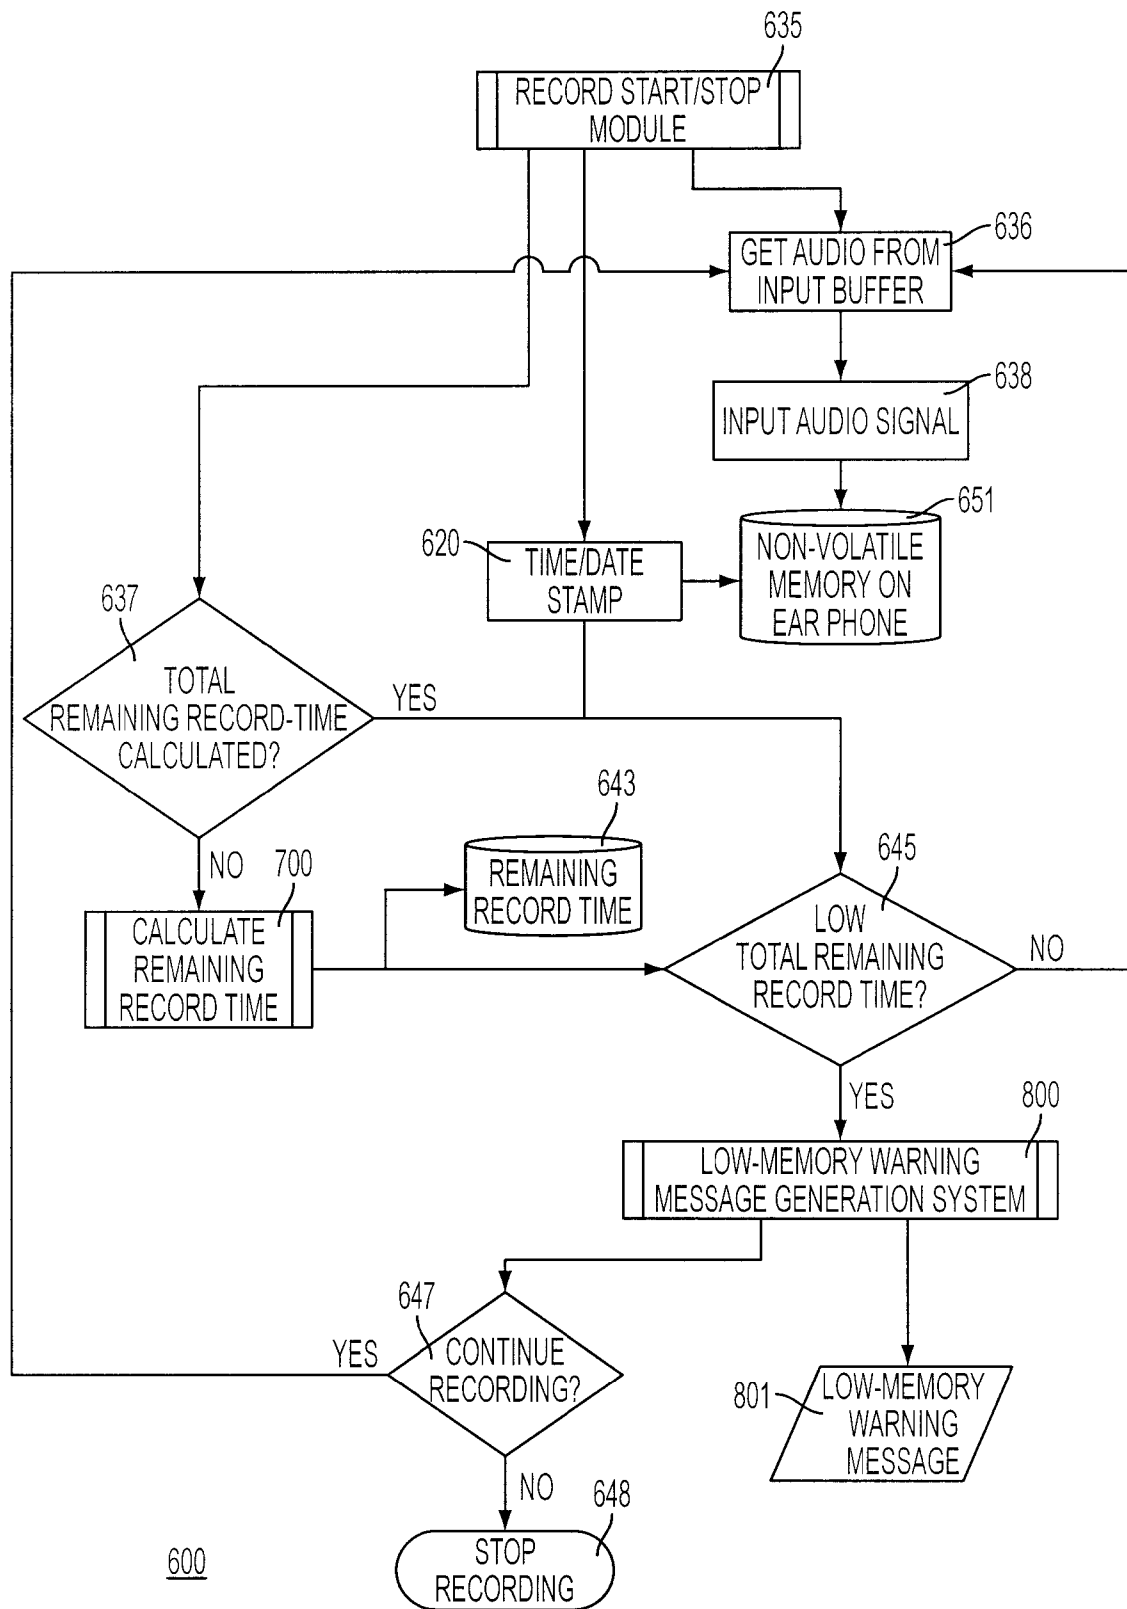 635
RECORD START/STOP
MODULE
636
GET AUDIO FROM
INPUT BUFFER
638
INPUT AUDIO SIGNAL
651
NON-VOLATILE
MEMORY ON
EAR PHONE
620
TIME/DATE
STAMP
637
TOTAL
REMAINING RECORD-TIME
CALCULATED?
YES
NO
643
REMAINING
RECORD TIME
700
CALCULATE
REMAINING
RECORD TIME
645
LOW
TOTAL REMAINING
RECORD TIME?
NO
YES
800
LOW-MEMORY WARNING
MESSAGE GENERATION SYSTEM
647
CONTINUE
RECORDING?
YES
NO
801
LOW-MEMORY
WARNING
MESSAGE
648
STOP
RECORDING
600